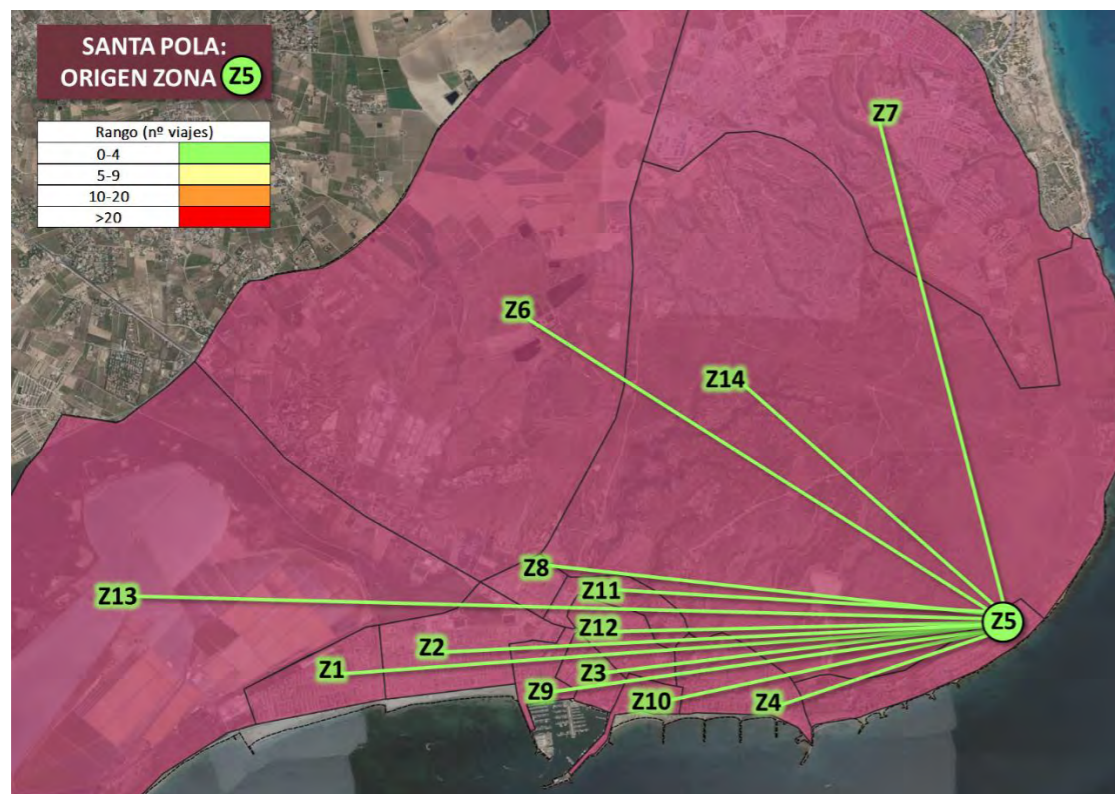 SANTA POLA:
ORIGEN ZONA Z5
Rango (nº viajes)
0-4
5-9
10-20
>20
Z7
Z6
Z14
Z8
Z11
Z13
Z5
Z12
Z2
Z1
Z3
Z9
Z10
Z4